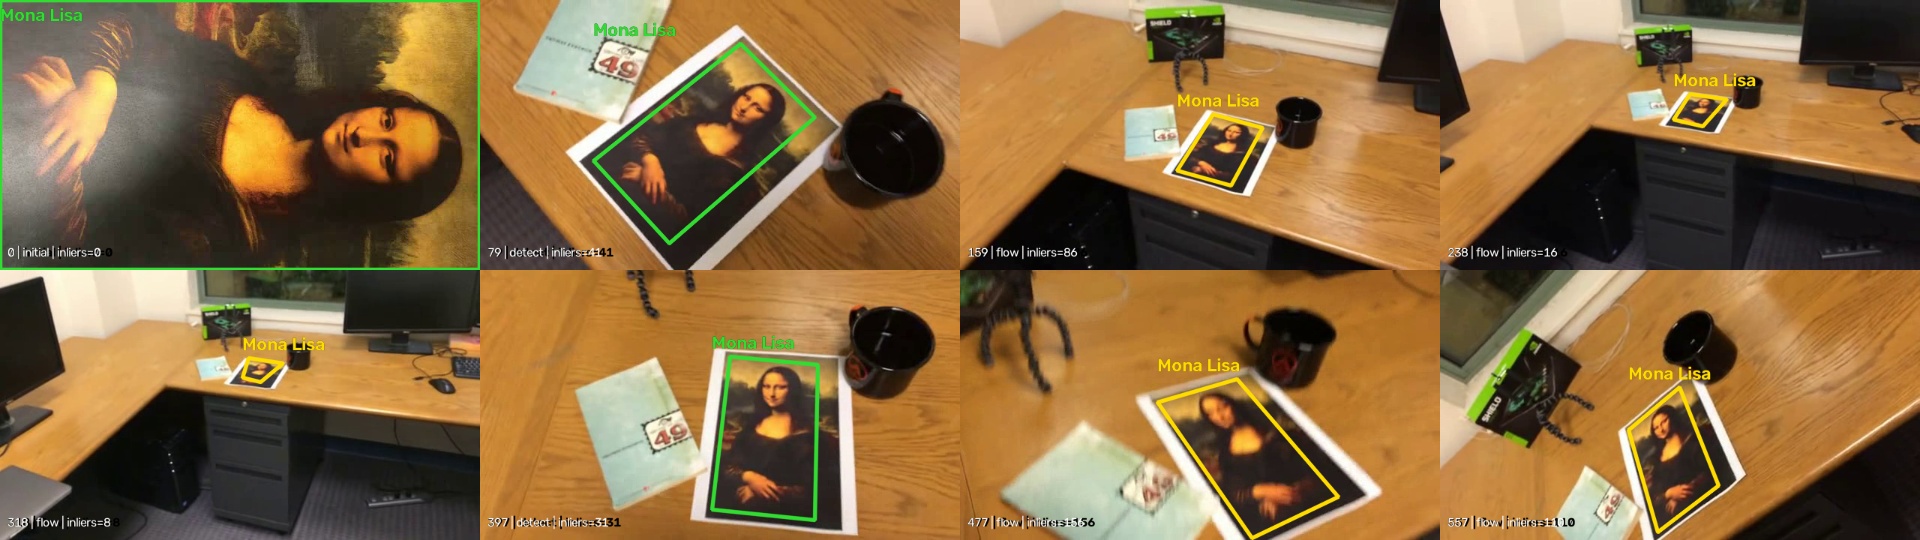 Mona Lisa
0 | initial | inliers=0
Mona Lisa
49
79 | detect | inliers=41
SHIELD
Mona Lisa
49
159 | flow | inliers=86
Mona Lisa
238 | flow | inliers=16
Mona Lisa
318 | flow | inliers=8
Mona Lisa
49
397 | detect | inliers=31
Mona Lisa
477 | flow | inliers=156
Mona Lisa
SHIELD
49
557 | flow | inliers=110